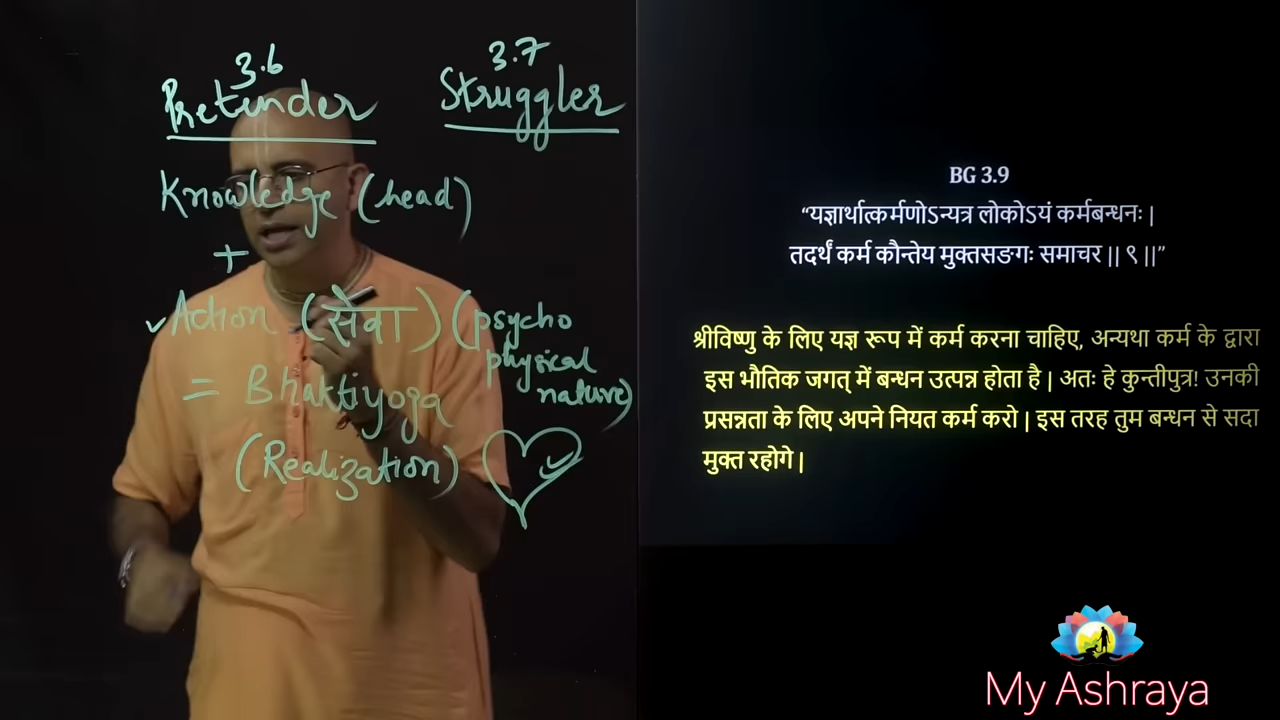 3.6
Pretender
3.7
Struggler
Knowledge (head)
+
✓Action (सेवा) (psycho
physical
nature)
= Bhaktiyoga
(Realization)
BG 3.9
“यज्ञार्थात्कर्मणोऽन्यत्र लोकोऽयं कर्मबन्धनः |
तदर्थं कर्म कौन्तेय मुक्तसङगः समाचर || ९ ||”
श्रीविष्णु के लिए यज्ञ रूप में कर्म करना चाहिए, अन्यथा कर्म के द्वारा
इस भौतिक जगत् में बन्धन उत्पन्न होता है | अतः हे कुन्तीपुत्र! उनकी
प्रसन्नता के लिए अपने नियत कर्म करो | इस तरह तुम बन्धन से सदा
मुक्त रहोगे |
My Ashraya